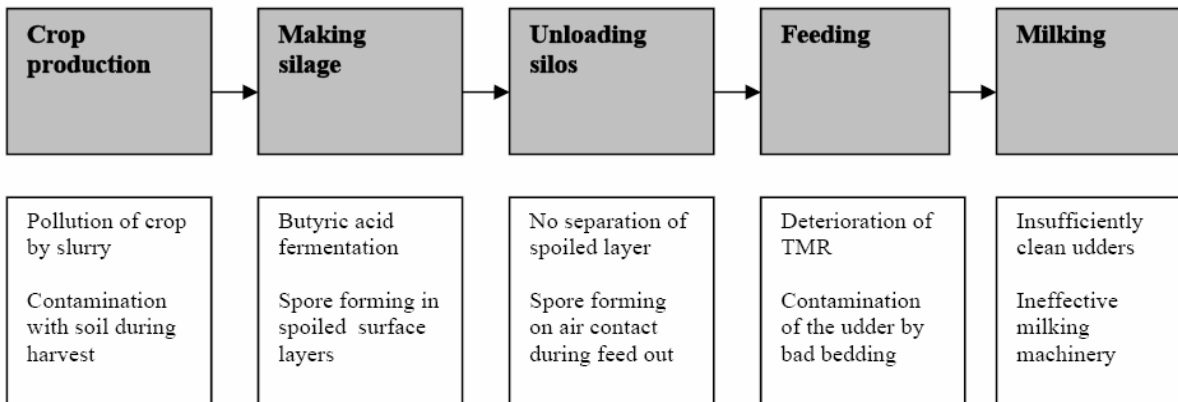 Crop
production
Making
silage
Unloading
silos
Feeding
Milking
Pollution of crop
by slurry
Contamination
with soil during
harvest
Butyric acid
fermentation
Spore forming in
spoiled surface
layers
No separation of
spoiled layer
Spore forming
on air contact
during feed out
Deterioration of
TMR
Contamination
of the udder by
bad bedding
Insufficiently
clean udders
Ineffective
milking
machinery